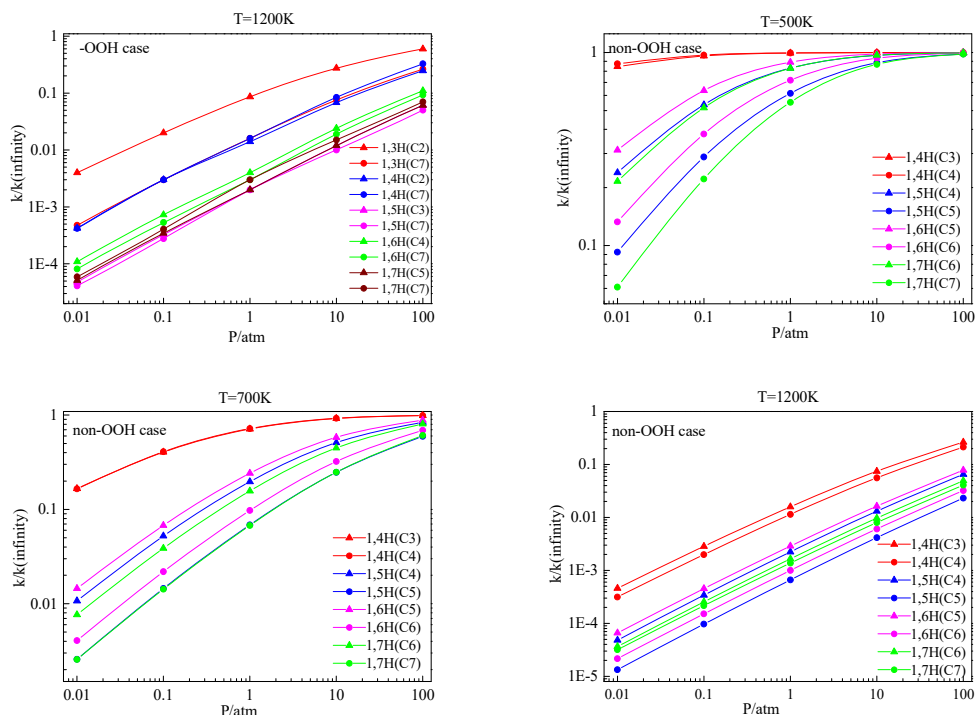 T=1200K
-OOH case
k/k(infinity)
1
0.1
0.01
1E-3
1E-4
1,3H(C2)
1,3H(C7)
1,4H(C2)
1,4H(C7)
1,5H(C3)
1,5H(C7)
1,6H(C4)
1,6H(C7)
1,7H(C5)
1,7H(C7)
0.01 0.1 1 10 100
P/atm
T=500K
non-OOH case
k/k(infinity)
1
0.1
1,4H(C3)
1,4H(C4)
1,5H(C4)
1,5H(C5)
1,6H(C5)
1,6H(C6)
1,7H(C6)
1,7H(C7)
0.01 0.1 1 10 100
P/atm
T=700K
non-OOH case
k/k(infinity)
1
0.1
0.01
1,4H(C3)
1,4H(C4)
1,5H(C4)
1,5H(C5)
1,6H(C5)
1,6H(C6)
1,7H(C6)
1,7H(C7)
0.01 0.1 1 10 100
P/atm
T=1200K
non-OOH case
k/k(infinity)
1
0.1
0.01
1E-3
1E-4
1E-5
1,4H(C3)
1,4H(C4)
1,5H(C4)
1,5H(C5)
1,6H(C5)
1,6H(C6)
1,7H(C6)
1,7H(C7)
0.01 0.1 1 10 100
P/atm